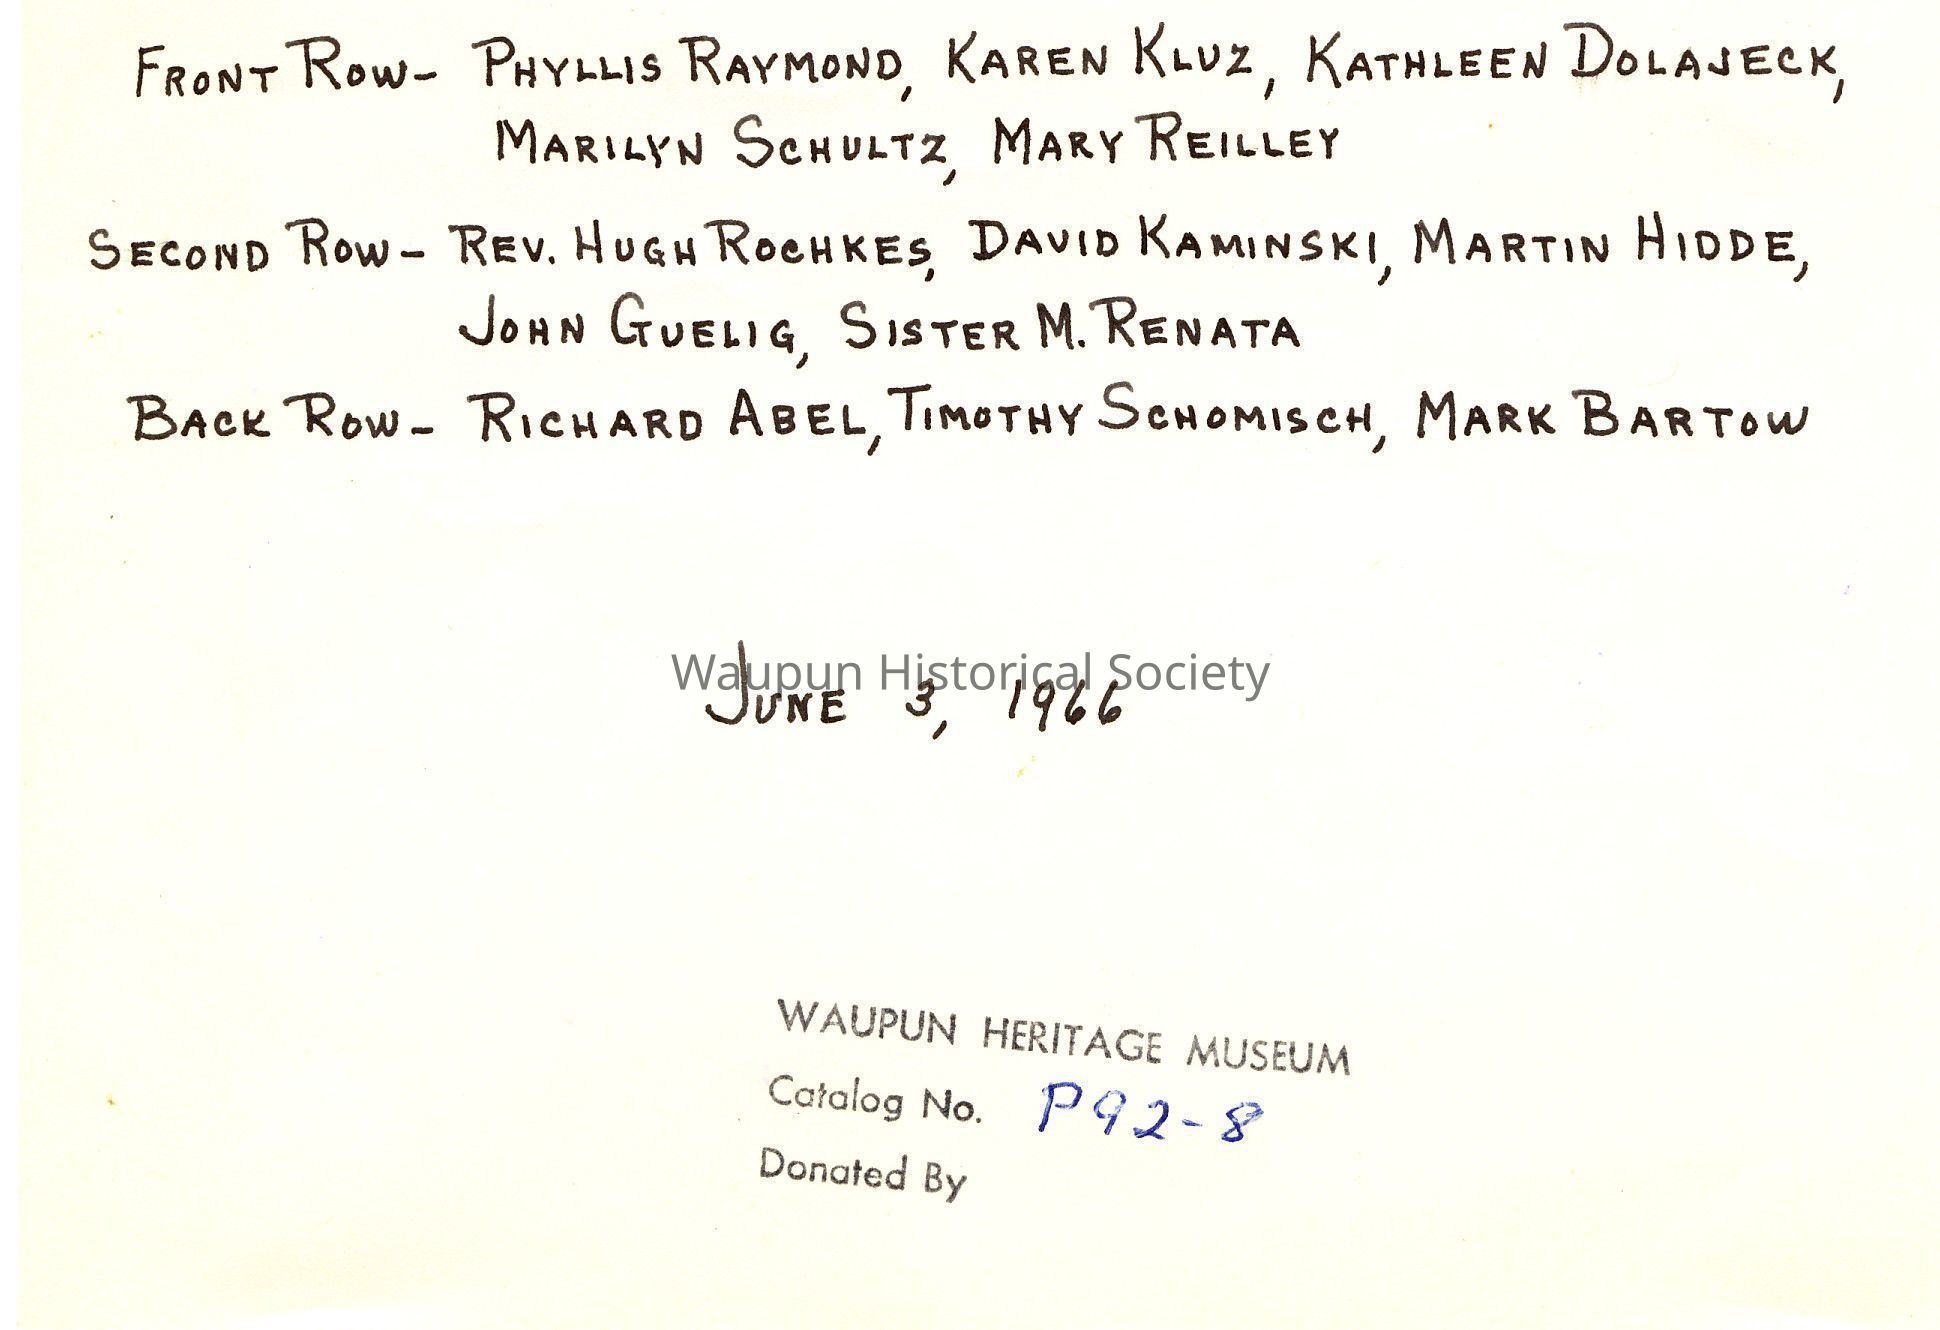 Front Row- Phyllis Raymond, Karen Kluz, Kathleen Dolajeck,
Marilyn Schultz, Mary Reilley
Second Row- Rev. Hugh Rochkes, David Kaminski, Martin Hidde,
John Guelig, Sister M. Renata
Back Row- Richard Abel, Timothy Schomisch, Mark Bartow
Waupun Historical Society
June 3, 1966
WAUPUN HERITAGE MUSEUM
Catalog No. P92-8
Donated By